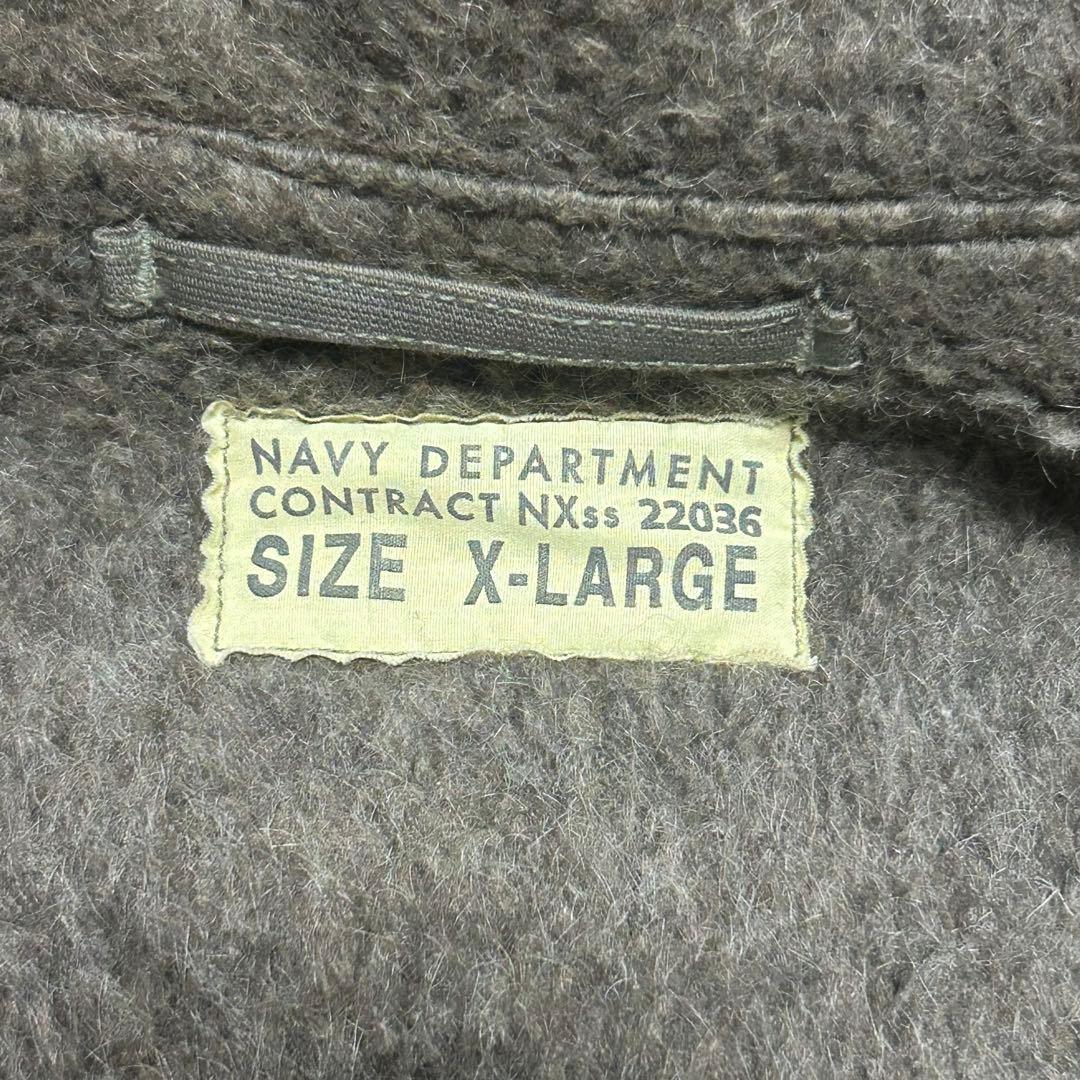 NAVY DEPARTMENT
CONTRACT NXss 22036
SIZE X-LARGE